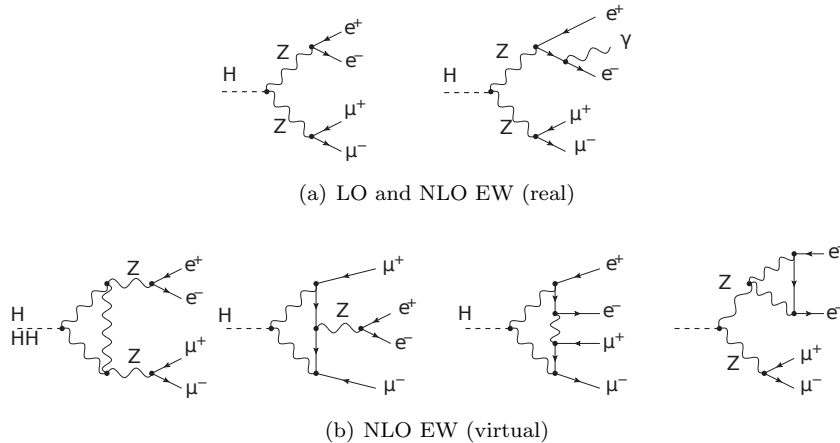 H
Z
Z
e⁺
e⁻
μ⁺
μ⁻
H
Z
Z
e⁺
γ
e⁻
μ⁺
μ⁻
(a) LO and NLO EW (real)
H
HH
Z
Z
e⁺
e⁻
μ⁺
μ⁻
H
μ⁺
Z
e⁺
e⁻
μ⁻
H
e⁺
e⁻
μ⁺
μ⁻
Z
Z
e
e
μ⁺
μ⁻
(b) NLO EW (virtual)